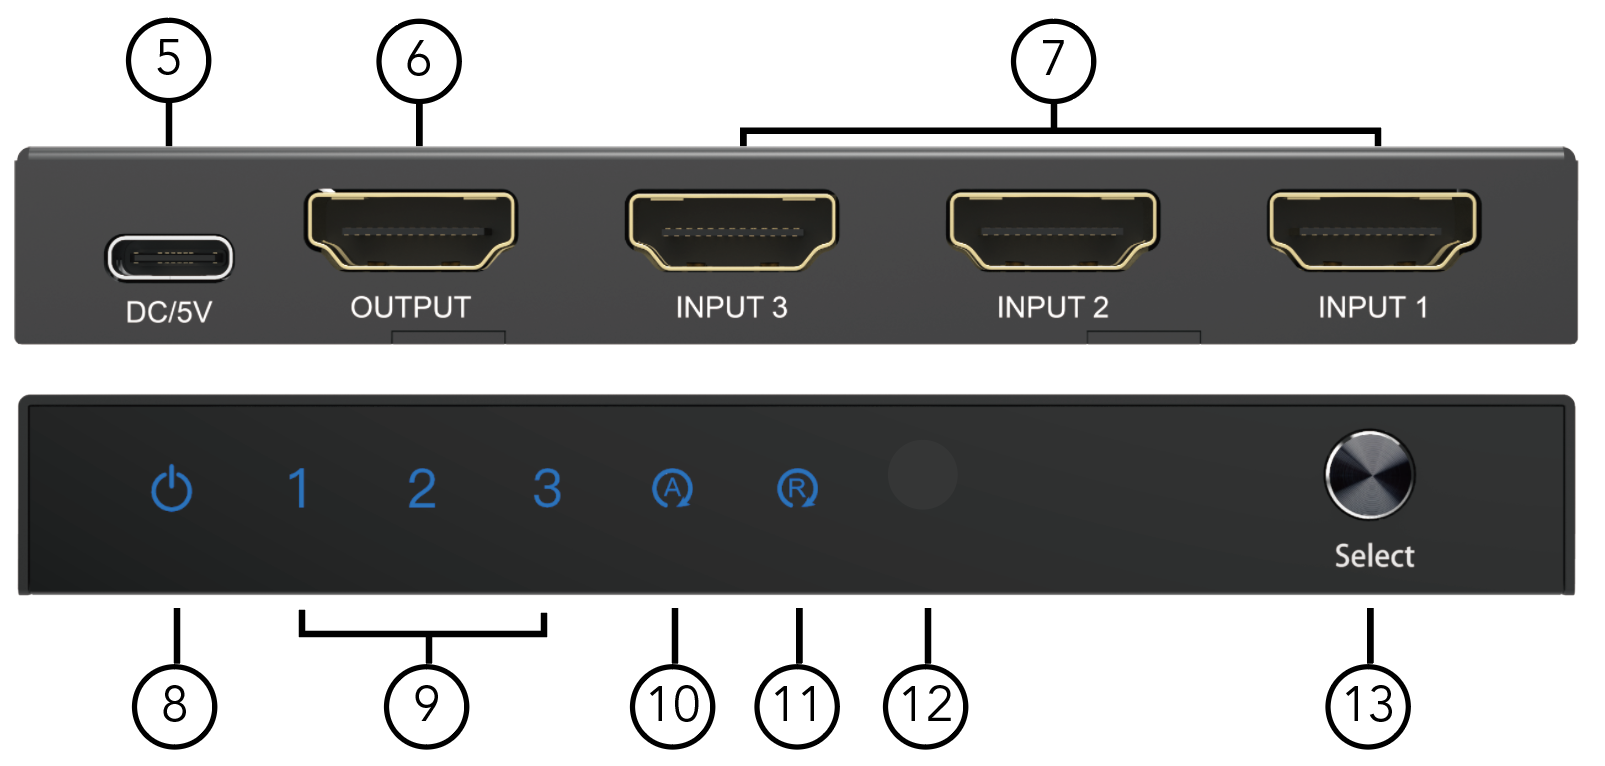 5 6 7
DC/5V OUTPUT INPUT 3 INPUT 2 INPUT 1
1 2 3 A R
Select
8 9 10 11 12 13